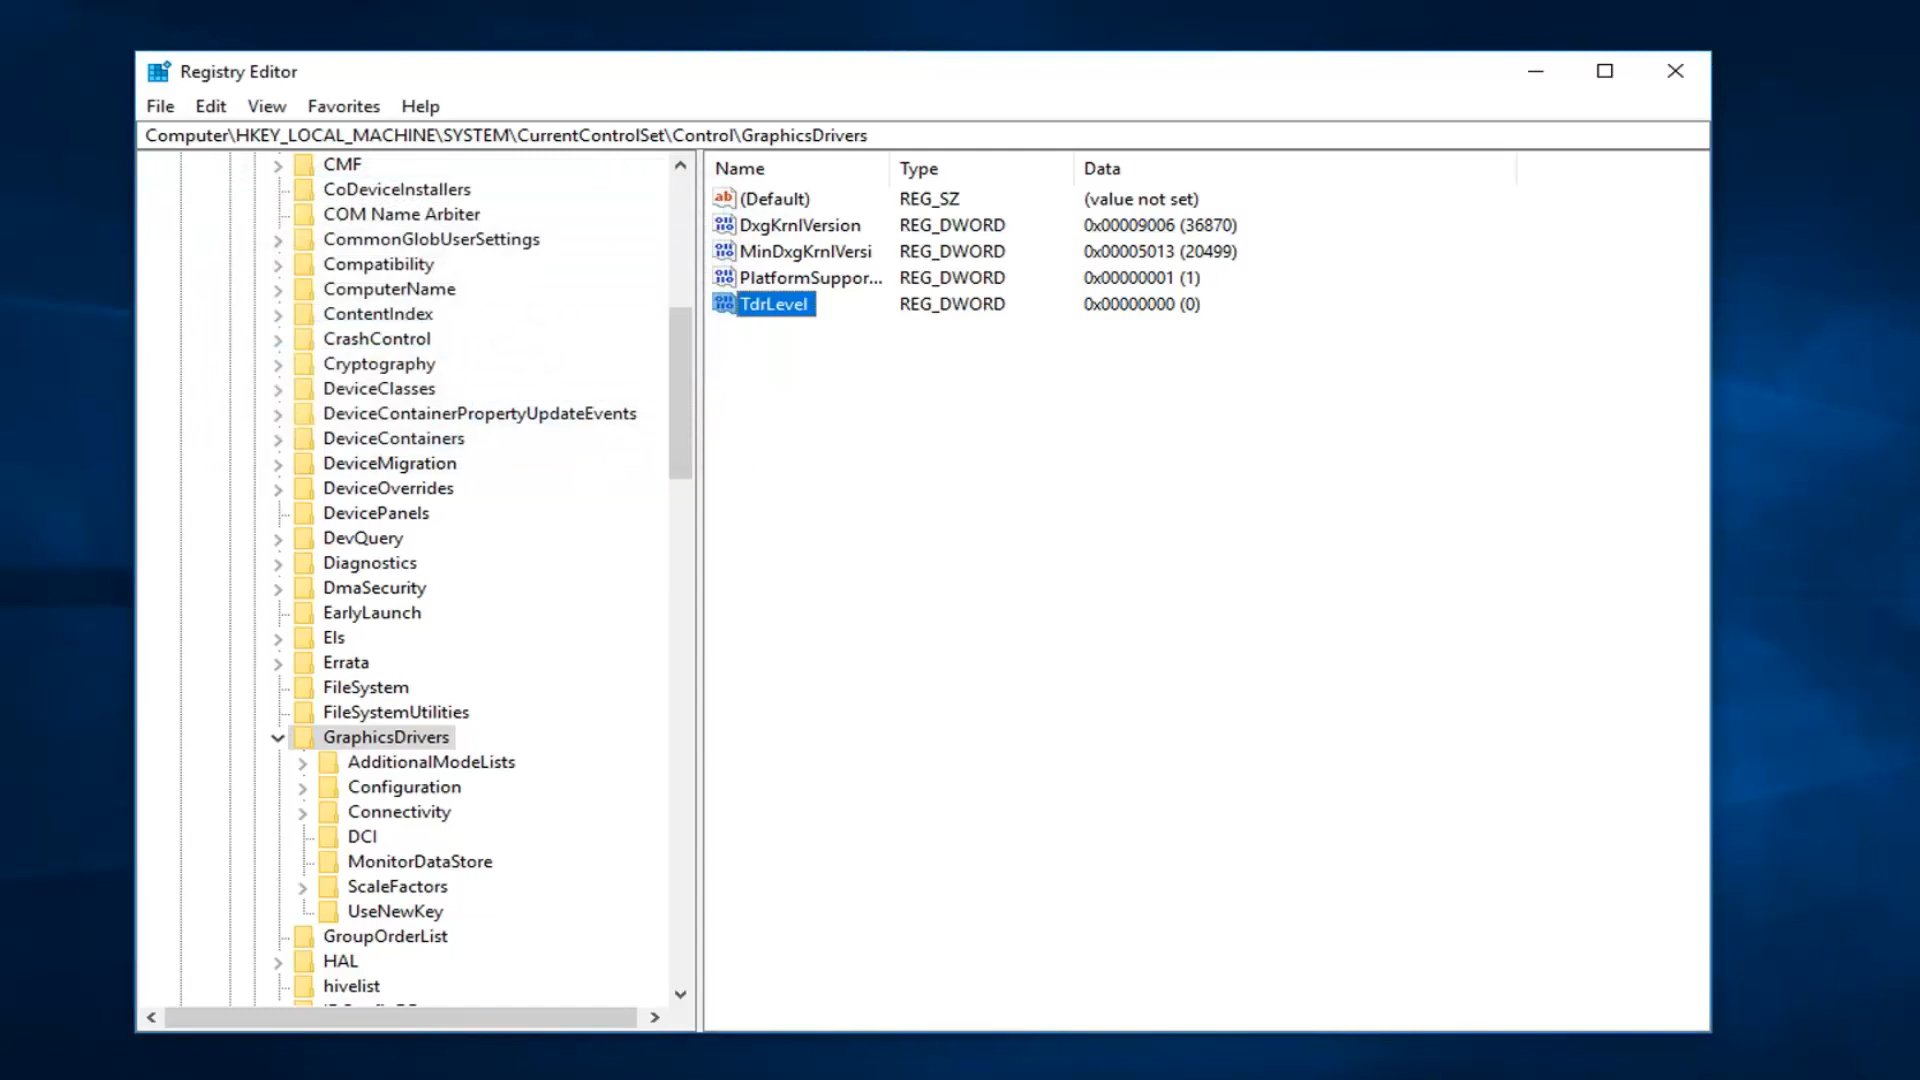 Registry Editor
File Edit View Favorites Help
Computer\HKEY_LOCAL_MACHINE\SYSTEM\CurrentControlSet\Control\GraphicsDrivers
CMF
CoDeviceInstallers
COM Name Arbiter
CommonGlobUserSettings
Compatibility
ComputerName
ContentIndex
CrashControl
Cryptography
DeviceClasses
DeviceContainerPropertyUpdateEvents
DeviceContainers
DeviceMigration
DeviceOverrides
DevicePanels
DevQuery
Diagnostics
DmaSecurity
EarlyLaunch
Els
Errata
FileSystem
FileSystemUtilities
GraphicsDrivers
AdditionalModeLists
Configuration
Connectivity
DCI
MonitorDataStore
ScaleFactors
UseNewKey
GroupOrderList
HAL
hivelist
Name Type Data
(Default) REG_SZ (value not set)
DxgKrnlVersion REG_DWORD 0x00009006 (36870)
MinDxgKrnlVersi REG_DWORD 0x00005013 (20499)
PlatformSuppor... REG_DWORD 0x00000001 (1)
TdrLevel REG_DWORD 0x00000000 (0)